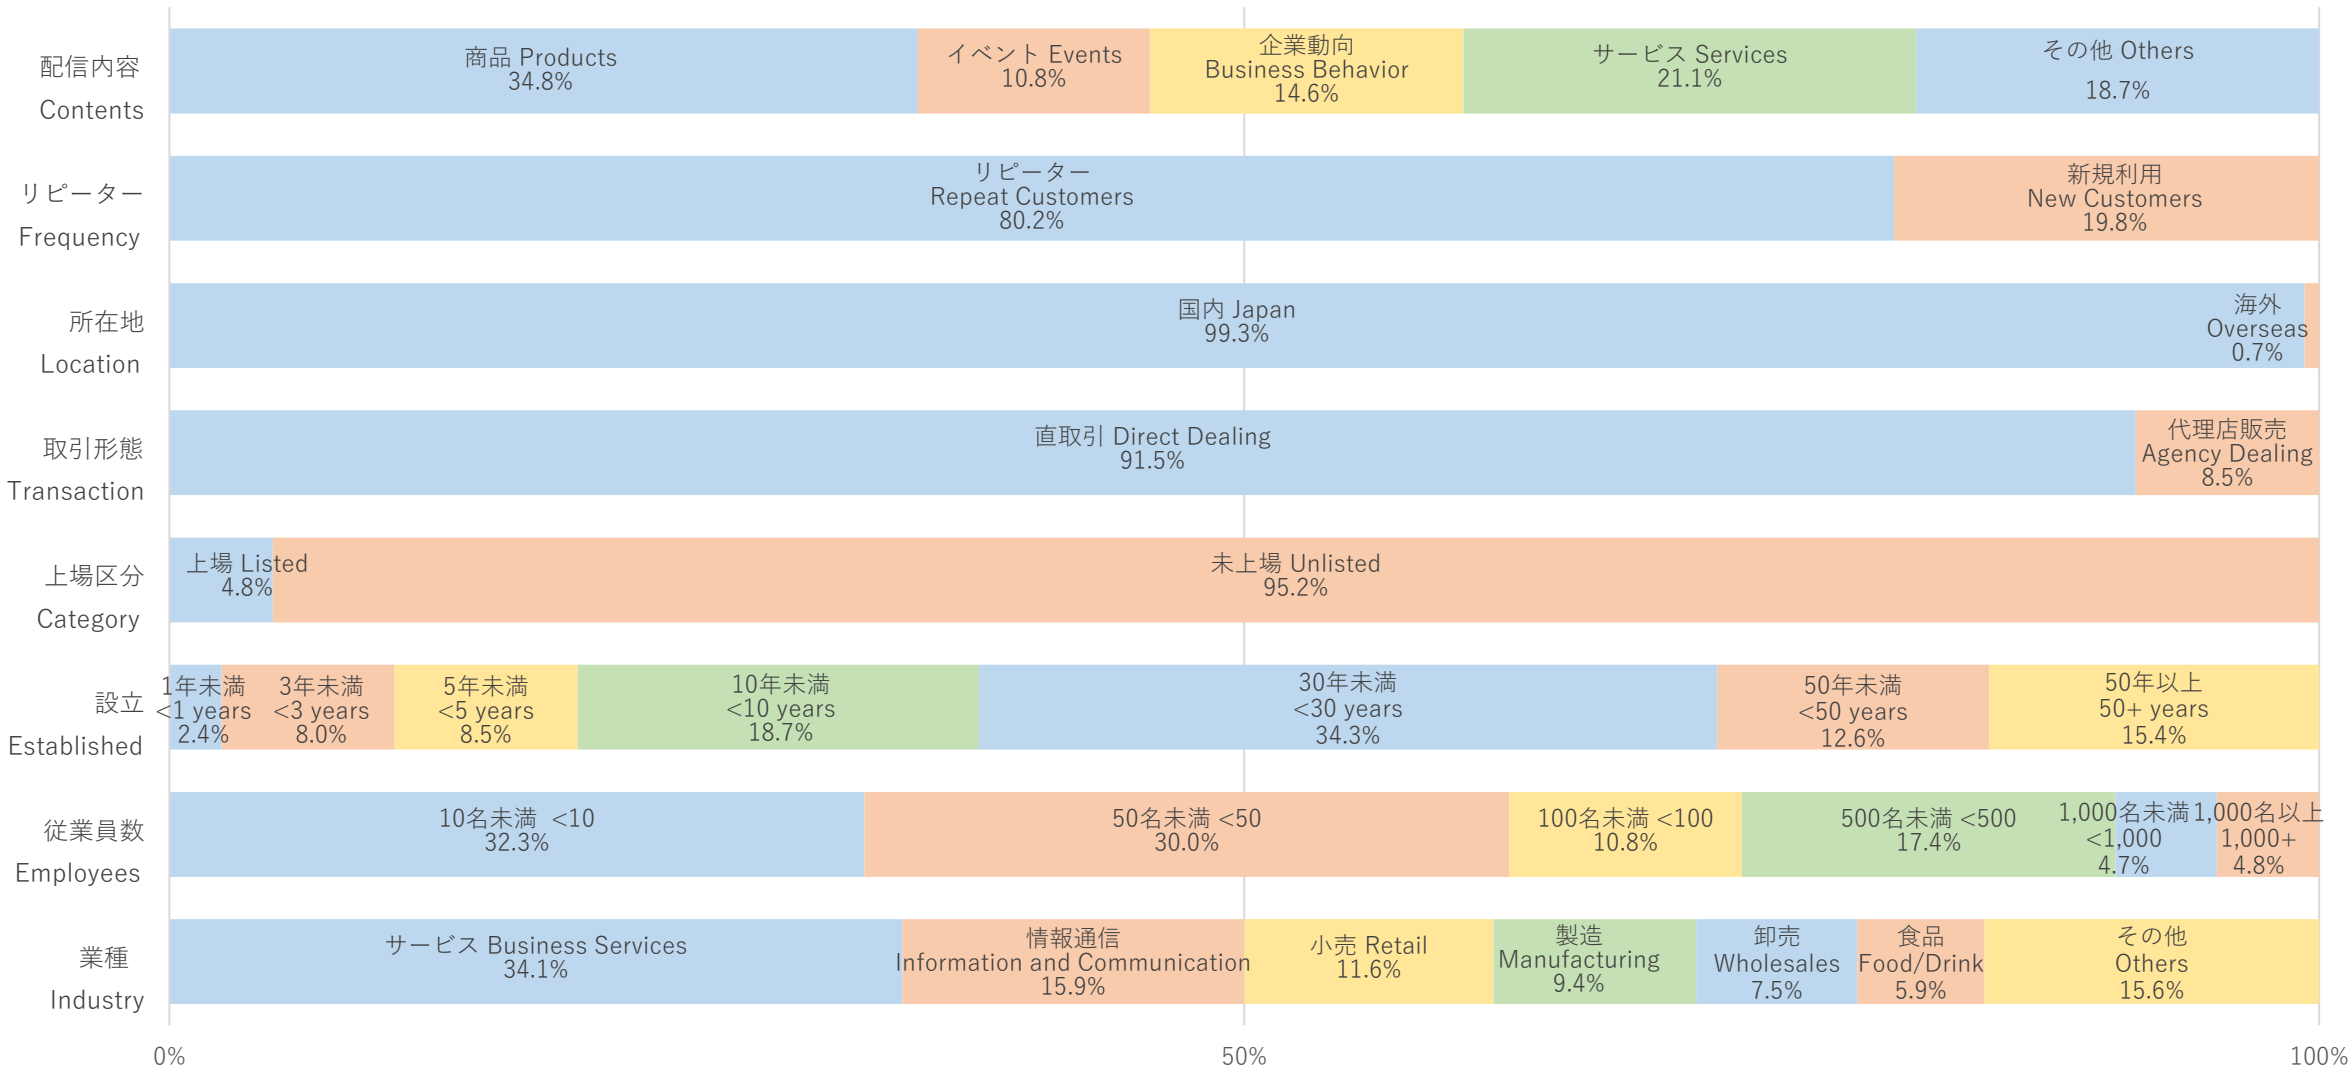 配信内容
Contents
商品 Products
34.8%
イベント Events
10.8%
企業動向
Business Behavior
14.6%
サービス Services
21.1%
その他 Others
18.7%
リピーター
Frequency
リピーター
Repeat Customers
80.2%
新規利用
New Customers
19.8%
所在地
Location
国内 Japan
99.3%
海外
Overseas
0.7%
取引形態
Transaction
直取引 Direct Dealing
91.5%
代理店販売
Agency Dealing
8.5%
上場区分
Category
上場 Listed
4.8%
未上場 Unlisted
95.2%
設立
Established
1年未満
<1 years
2.4%
3年未満
<3 years
8.0%
5年未満
<5 years
8.5%
10年未満
<10 years
18.7%
30年未満
<30 years
34.3%
50年未満
<50 years
12.6%
50年以上
50+ years
15.4%
従業員数
Employees
10名未満 <10
32.3%
50名未満 <50
30.0%
100名未満 <100
10.8%
500名未満 <500
17.4%
1,000名未満
<1,000
4.7%
1,000名以上
1,000+
4.8%
業種
Industry
サービス Business Services
34.1%
情報通信
Information and Communication
15.9%
小売 Retail
11.6%
製造
Manufacturing
9.4%
卸売
Wholesales
7.5%
食品
Food/Drink
5.9%
その他
Others
15.6%
0%
50%
100%